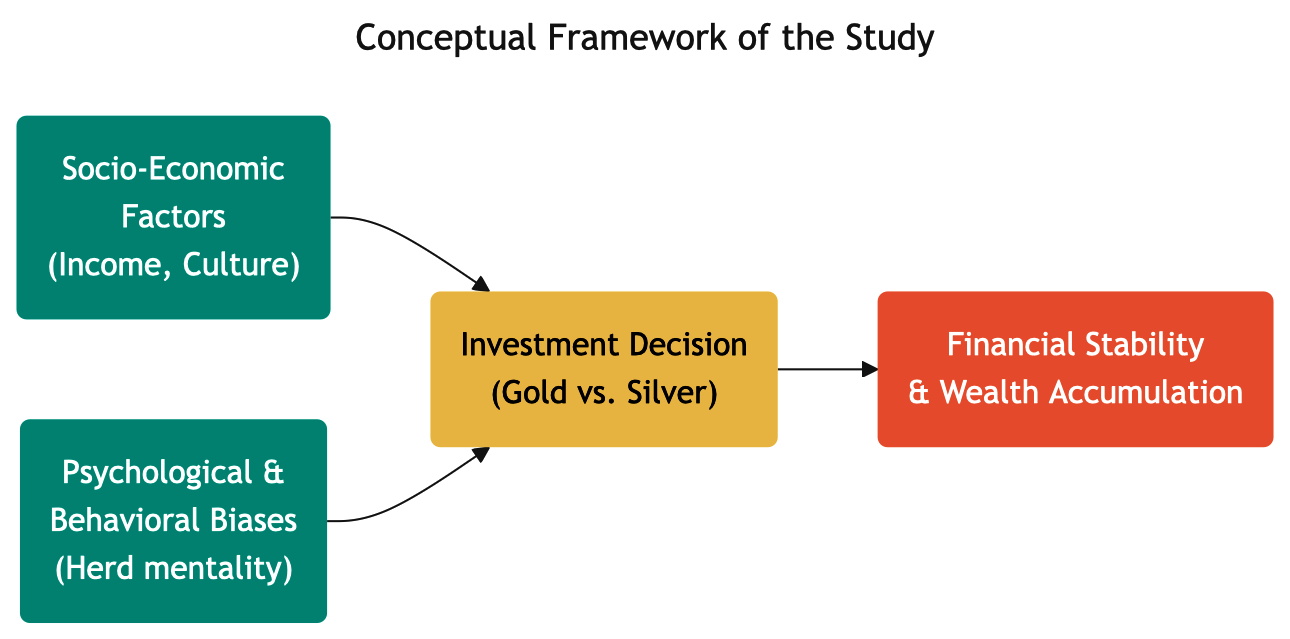 Conceptual Framework of the Study
Socio-Economic
Factors
(Income, Culture)
Psychological &
Behavioral Biases
(Herd mentality)
Investment Decision
(Gold vs. Silver)
Financial Stability
& Wealth Accumulation